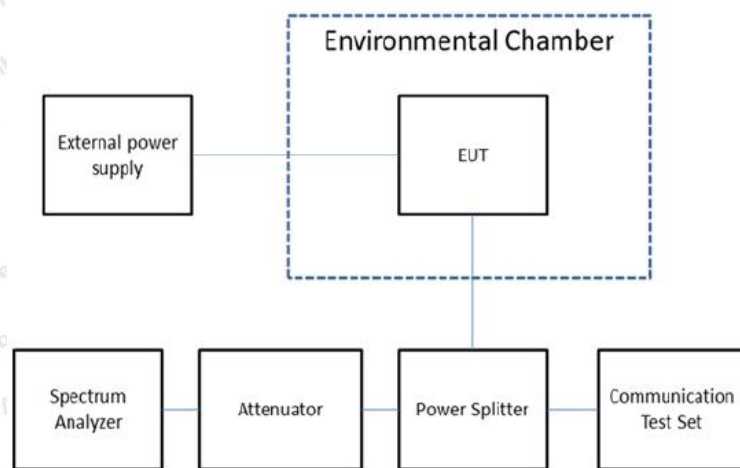 Environmental Chamber
External power
supply
EUT
Spectrum
Analyzer
Attenuator
Power Splitter
Communication
Test Set